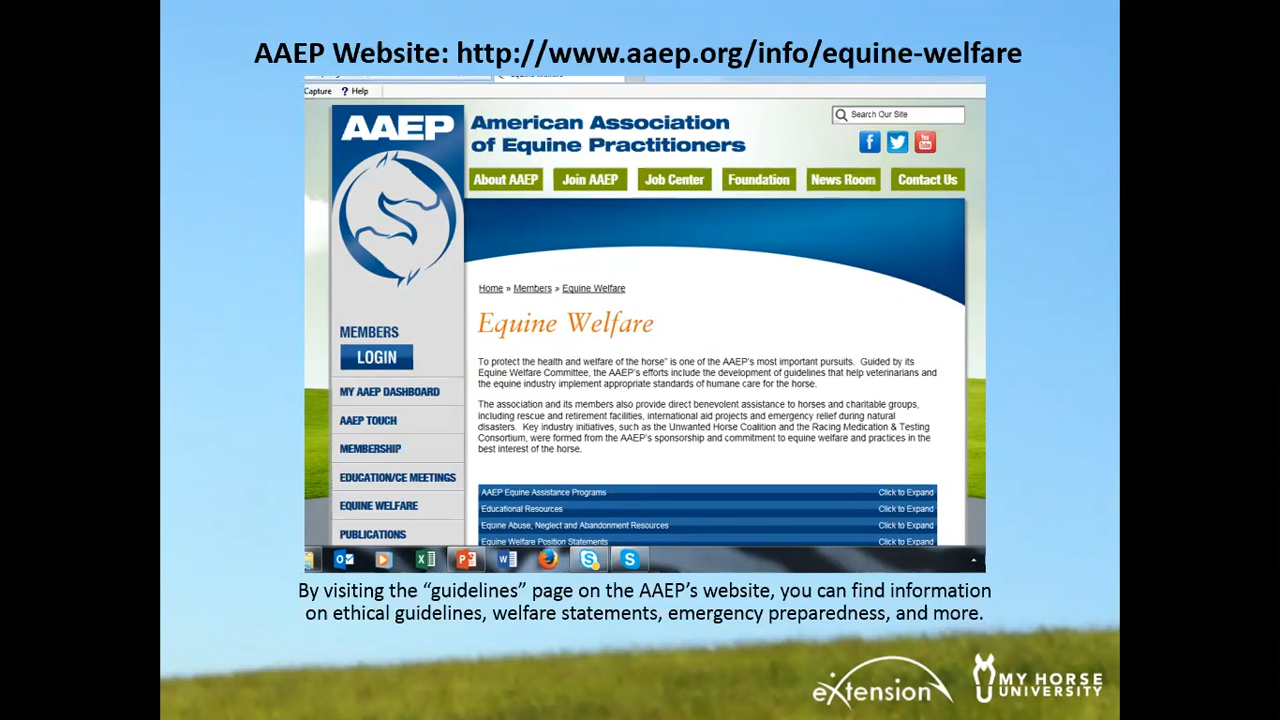 AAEP Website: http://www.aaep.org/info/equine-welfare
Capture ? Help
AAEP
American Association
of Equine Practitioners
Search Our Site
You
Tube
About AAEP Join AAEP Job Center Foundation News Room Contact Us
Home » Members » Equine Welfare
Equine Welfare
MEMBERS
LOGIN
MY AAEP DASHBOARD
AAEP TOUCH
MEMBERSHIP
EDUCATION/CE MEETINGS
EQUINE WELFARE
PUBLICATIONS
To protect the health and welfare of the horse” is one of the AAEP's most important pursuits. Guided by its
Equine Welfare Committee, the AAEP's efforts include the development of guidelines that help veterinarians and
the equine industry implement appropriate standards of humane care for the horse.
The association and its members also provide direct benevolent assistance to horses and charitable groups,
including rescue and retirement facilities, international aid projects and emergency relief during natural
disasters. Key industry initiatives, such as the Unwanted Horse Coalition and the Racing Medication & Testing
Consortium, were formed from the AAEP's sponsorship and commitment to equine welfare and practices in the
best interest of the horse.
AAEP Equine Assistance Programs Click to Expand
Educational Resources Click to Expand
Equine Abuse, Neglect and Abandonment Resources Click to Expand
Equine Welfare Position Statements Click to Expand
By visiting the “guidelines” page on the AAEP’s website, you can find information
on ethical guidelines, welfare statements, emergency preparedness, and more.
eXtension
MY HORSE
UNIVERSITY